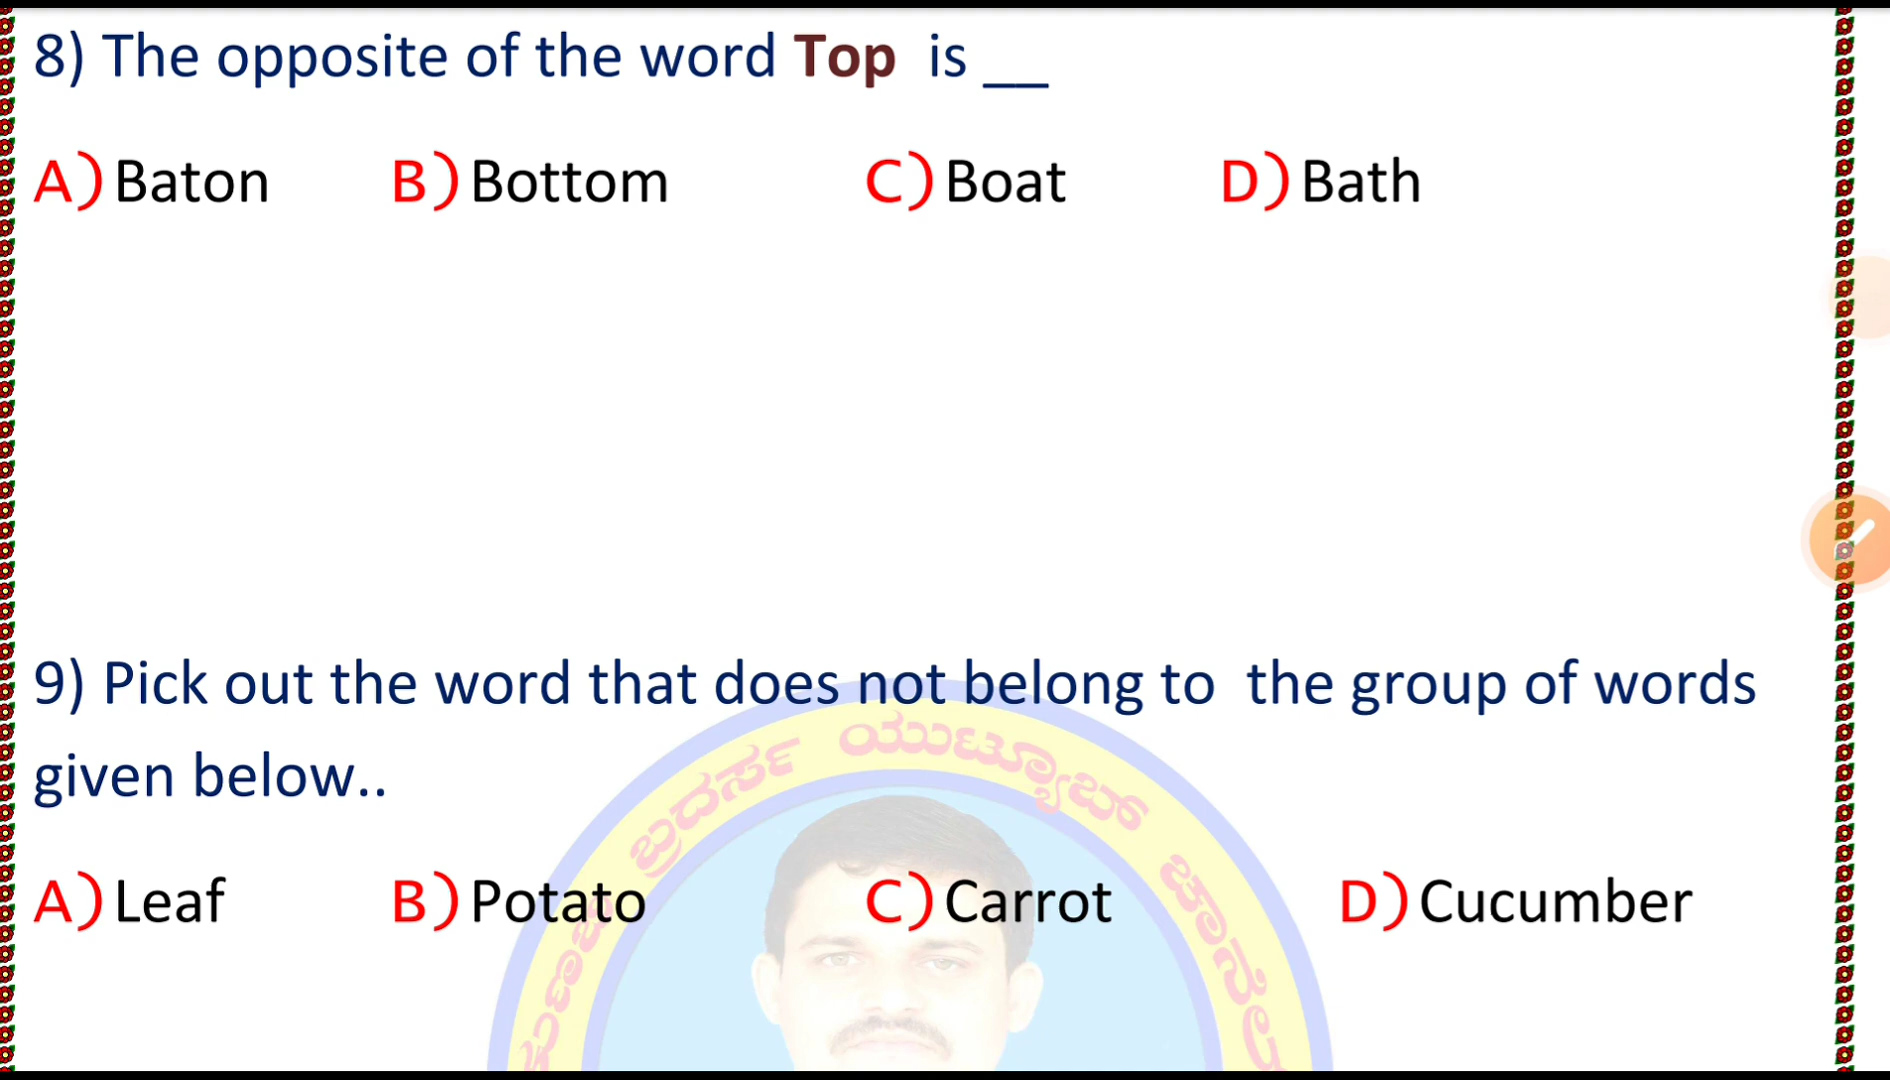 8) The opposite of the word Top is __
A) Baton B) Bottom C) Boat D) Bath
9) Pick out the word that does not belong to the group of words
given below..
A) Leaf B) Potato C) Carrot D) Cucumber
ಬ್ರದರ್ಸ್ ಯುಟ್ಯೂಬ್